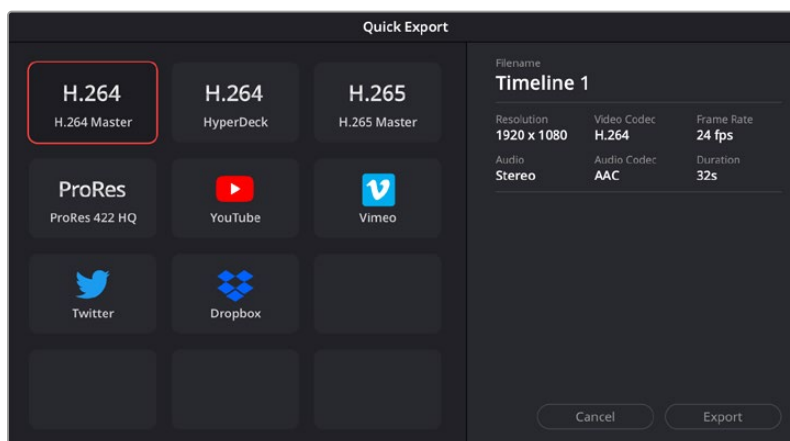 Quick Export
H.264
H.264 Master
H.264
HyperDeck
H.265
H.265 Master
ProRes
ProRes 422 HQ
YouTube
Vimeo
Twitter
Dropbox
Filename
Timeline 1
Resolution
Video Codec
Frame Rate
1920 x 1080
H.264
24 fps
Audio
Audio Codec
Duration
Stereo
AAC
32s
Cancel
Export